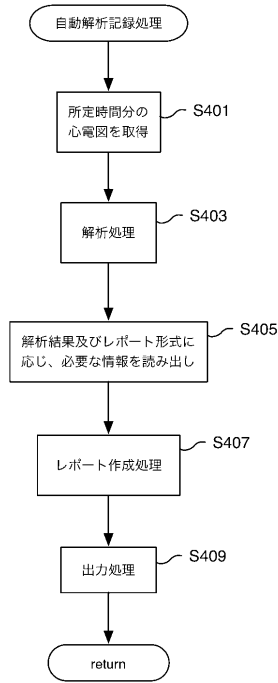 自動解析記録処理
所定時間分の
心電図を取得
S401
解析処理
S403
解析結果及びレポート形式に
応じ、必要な情報を読み出し
S405
レポート作成処理
S407
出力処理
S409
return